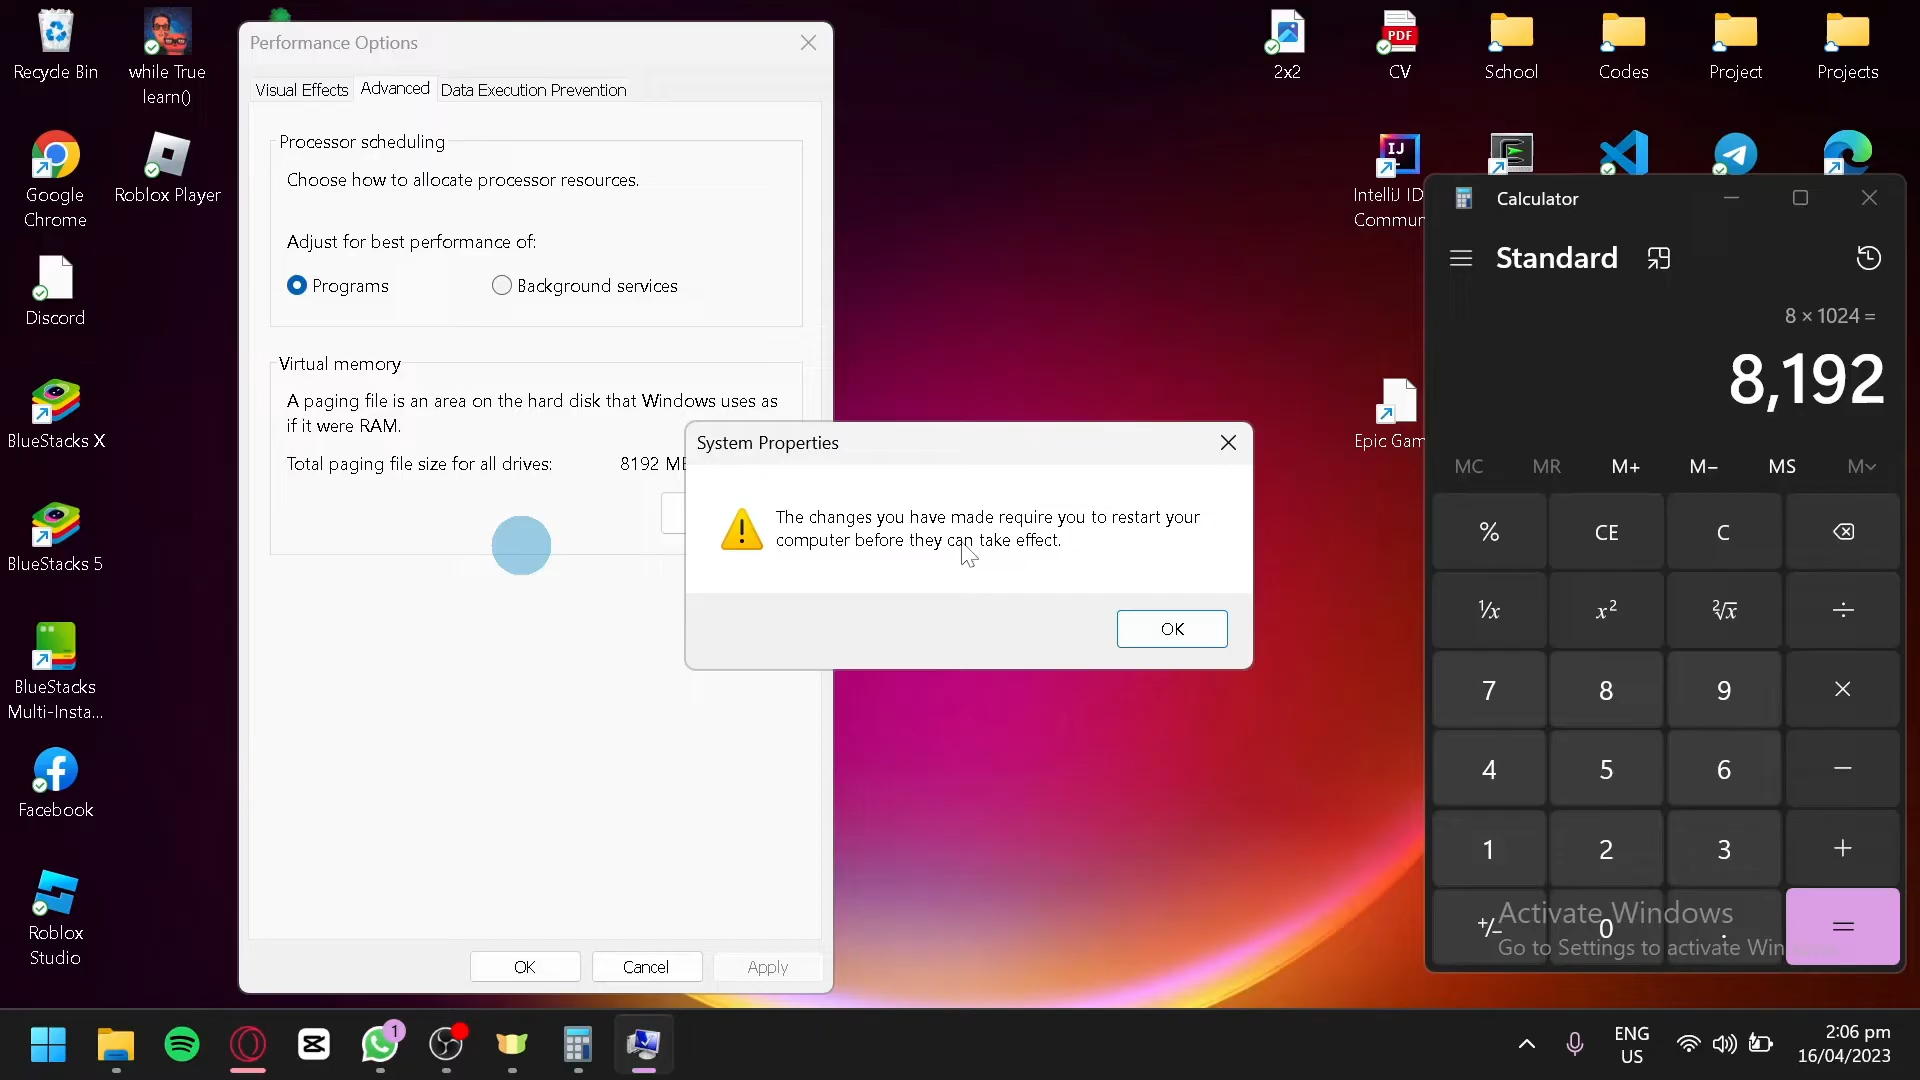 Recycle Bin
while True
learn()
Google
Chrome
Roblox Player
Discord
BlueStacks X
BlueStacks 5
BlueStacks
Multi-Insta...
Facebook
Roblox
Studio
Performance Options
Visual Effects
Advanced
Data Execution Prevention
Processor scheduling
Choose how to allocate processor resources.
Adjust for best performance of:
Programs
Background services
Virtual memory
A paging file is an area on the hard disk that Windows uses as
if it were RAM.
Total paging file size for all drives:
8192 MB
OK
Cancel
Apply
System Properties
The changes you have made require you to restart your
computer before they can take effect.
OK
2x2
PDF
CV
School
Codes
Project
Projects
IJ
IntelliJ ID
Commun
Epic Gam
Calculator
Standard
8 × 1024 =
8,192
MC MR M+ M− MS M
% CE C
⅟x x² ²√x ÷
7 8 9 ×
4 5 6 −
1 2 3 +
+/− 0 . =
Activate Windows
Go to Settings to activate Win
1
ENG
US
2:06 pm
16/04/2023